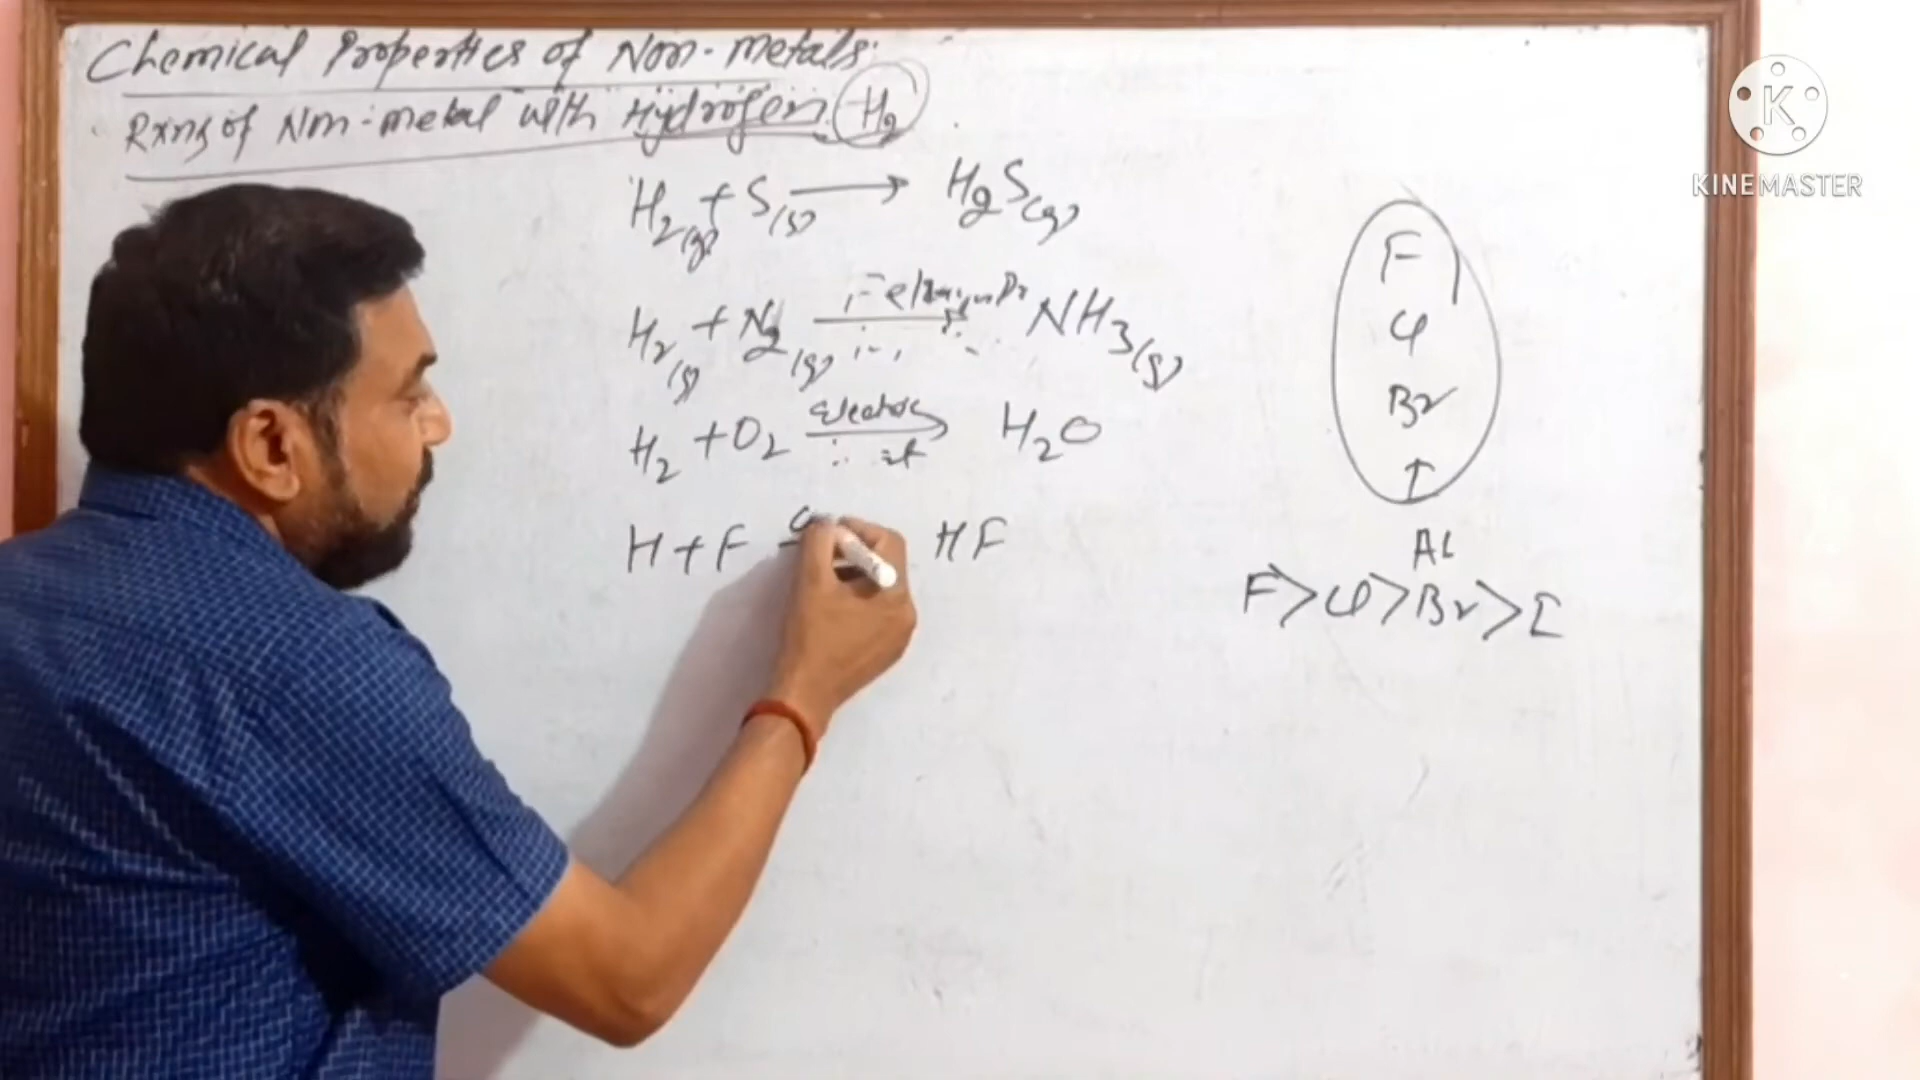 Chemical Properties of Non-metals.
Rxns of Non-metal with Hydrogen H2
H2(g) + S(s) → H2S(g)
H2(g) + N2(g) → NH3(g)
H2 + O2 → H2O
H + F HF
F
Cl
Br
↑
F > Cl > Br > I
K
KINEMASTER